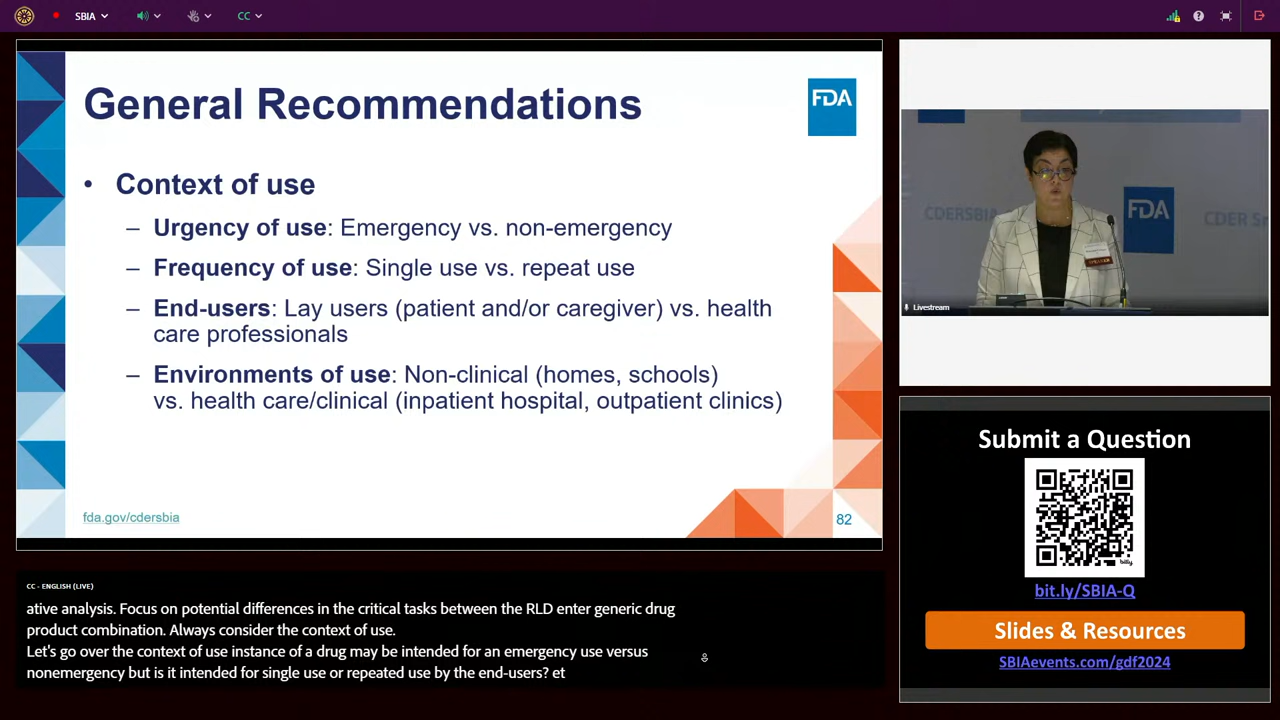 SBIA
CC
General Recommendations
FDA
• Context of use
– Urgency of use: Emergency vs. non-emergency
– Frequency of use: Single use vs. repeat use
– End-users: Lay users (patient and/or caregiver) vs. health
care professionals
– Environments of use: Non-clinical (homes, schools)
vs. health care/clinical (inpatient hospital, outpatient clinics)
fda.gov/cdersbia
82
CDERSBIA
FDA
CDER Sm
SPEAKER
Livestream
Submit a Question
bitly
bit.ly/SBIA-Q
Slides & Resources
SBIAevents.com/gdf2024
CC - ENGLISH (LIVE)
ative analysis. Focus on potential differences in the critical tasks between the RLD enter generic drug
product combination. Always consider the context of use.
Let's go over the context of use instance of a drug may be intended for an emergency use versus
nonemergency but is it intended for single use or repeated use by the end-users? et